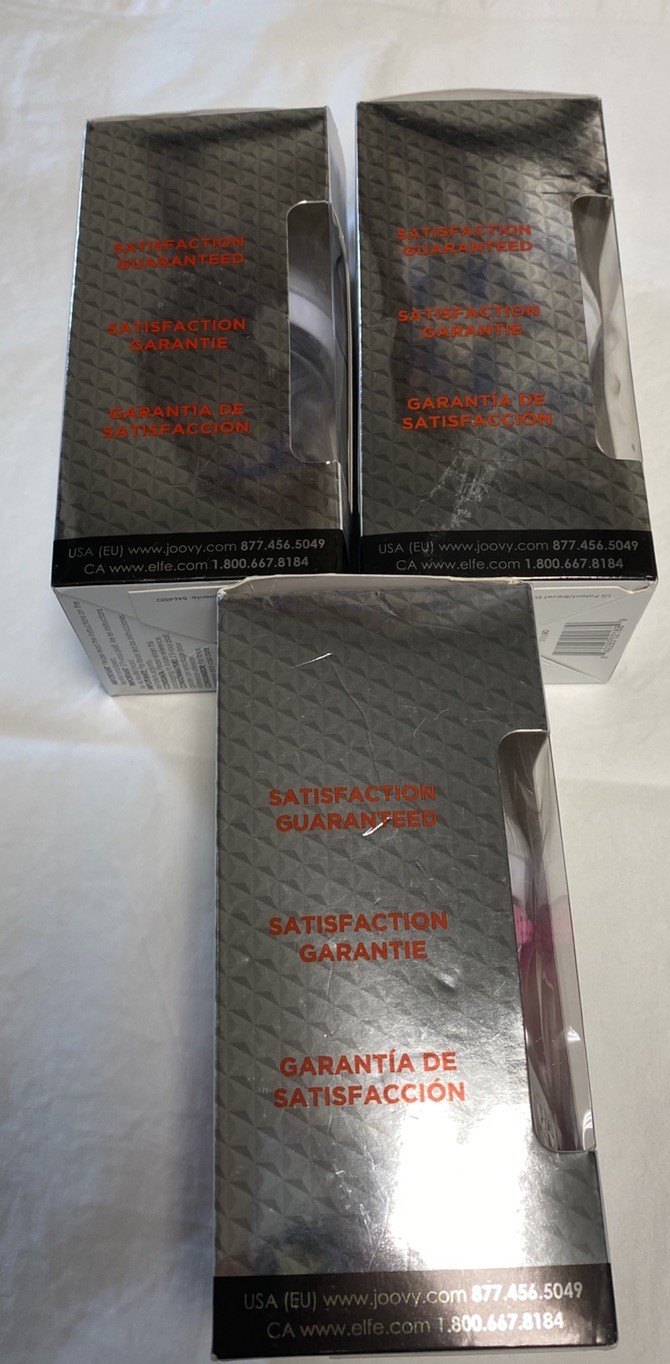 SATISFACTION
GUARANTEED
SATISFACTION
GARANTIE
GARANTÍA DE
SATISFACCIÓN
USA (EU) www.joovy.com 877.456.5049
CA www.elfe.com 1.800.667.8184
SATISFACTION
GUARANTEED
SATISFACTION
GARANTIE
GARANTÍA DE
SATISFACCIÓN
USA (EU) www.joovy.com 877.456.5049
CA www.elfe.com 1.800.667.8184
SATISFACTION
GUARANTEED
SATISFACTION
GARANTIE
GARANTÍA DE
SATISFACCIÓN
USA (EU) www.joovy.com 877.456.5049
CA www.elfe.com 1.800.667.8184